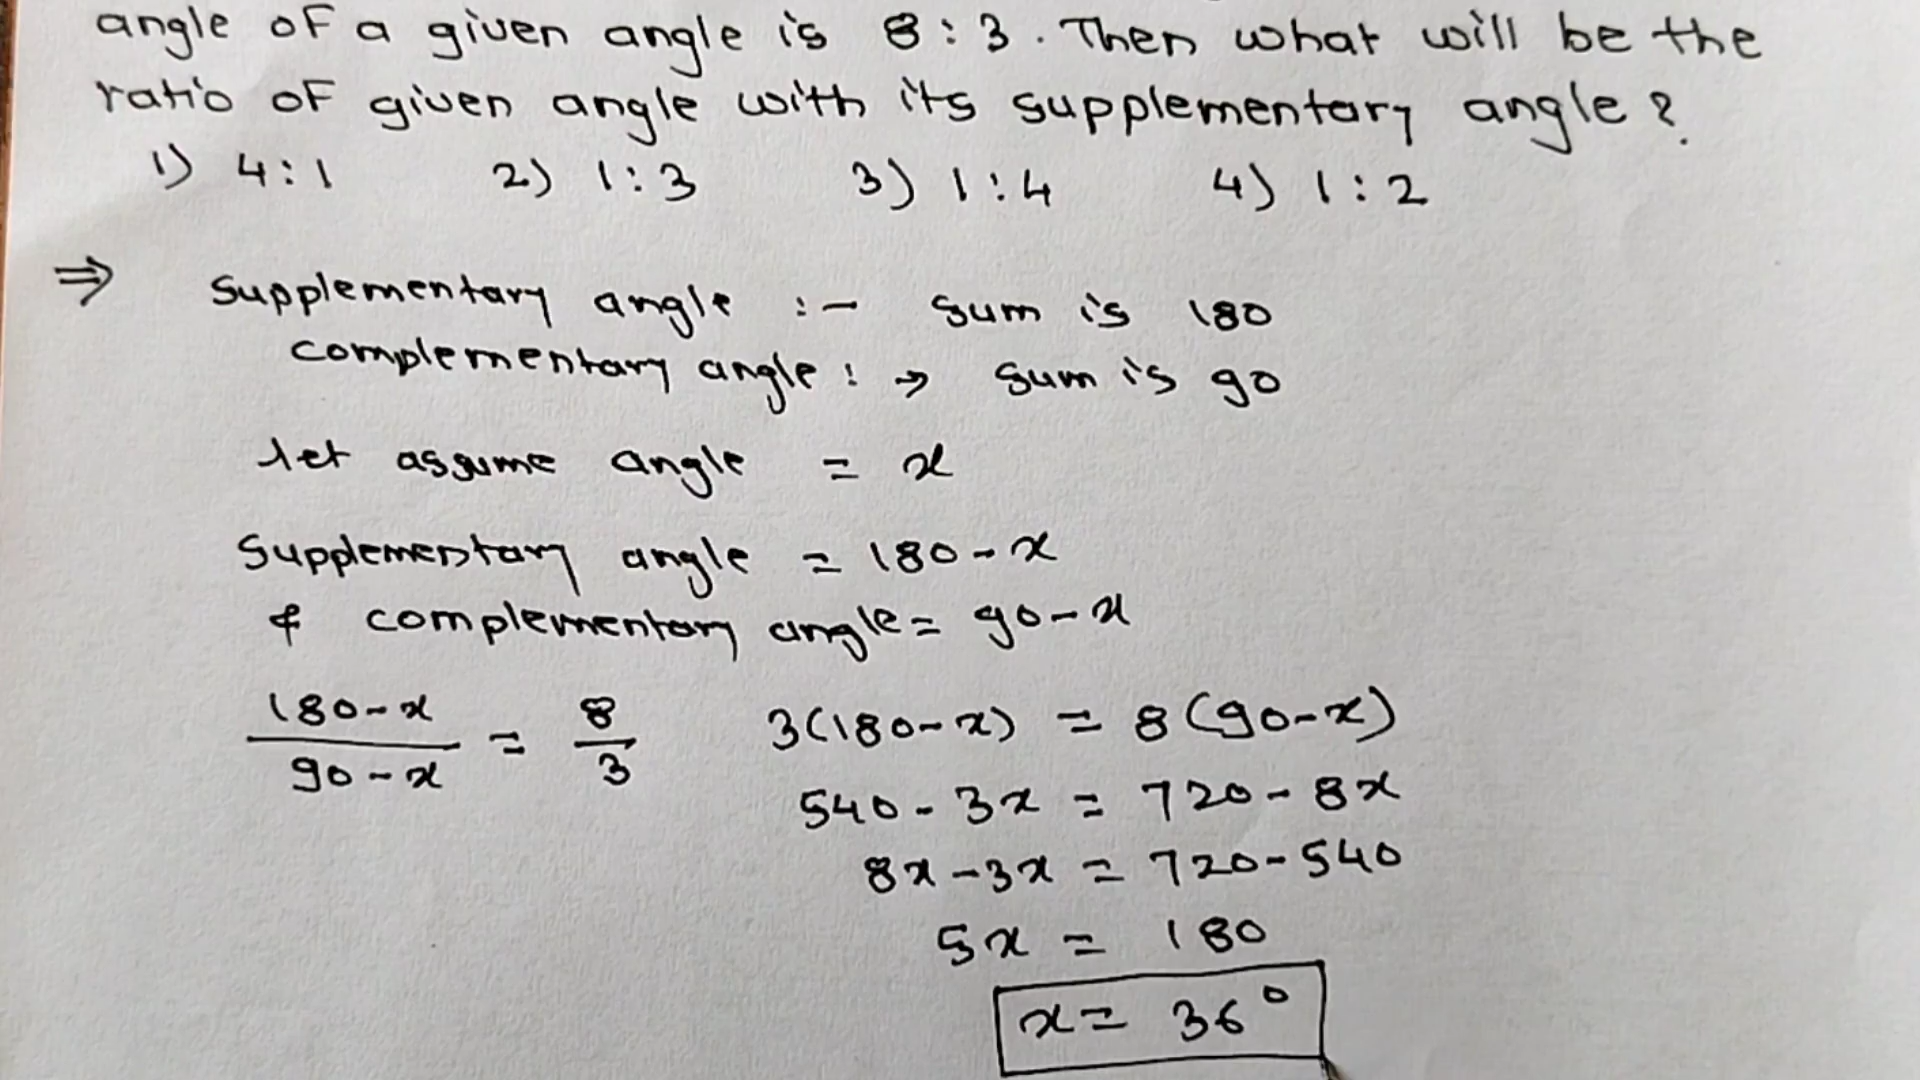 angle of a given angle is 8:3. Then what will be the
ratio of given angle with its supplementary angle?
1) 4:1 2) 1:3 3) 1:4 4) 1:2
⇒ Supplementary angle :- sum is 180
complementary angle : → sum is 90
let assume angle = x
Supplementary angle = 180-x
& complementary angle = 90-x
180-x / 90-x = 8/3 3(180-x) = 8(90-x)
540-3x = 720-8x
8x-3x = 720-540
5x = 180
x = 36°